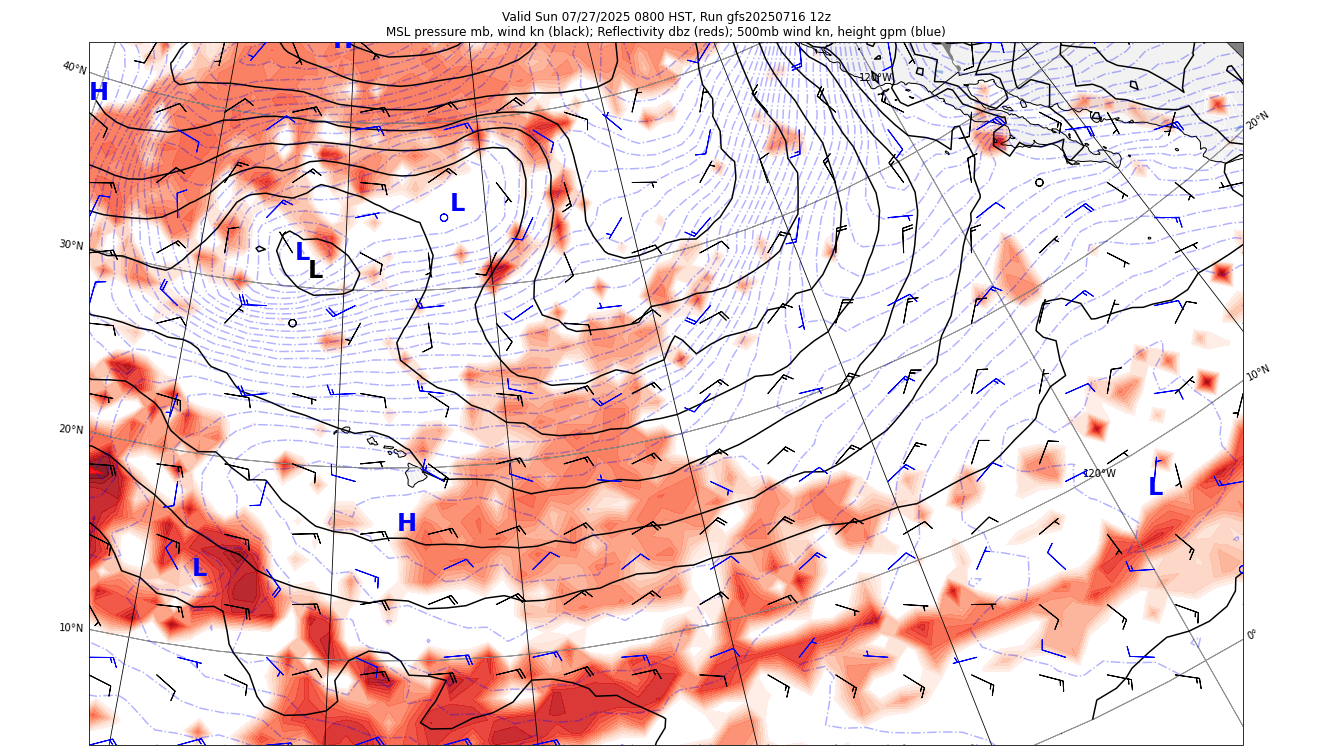 Valid Sun 07/27/2025 0800 HST, Run gfs20250716 12z
MSL pressure mb, wind kn (black); Reflectivity dbz (reds); 500mb wind kn, height gpm (blue)
H
40°N
120°W
H
20°N
L
30°N
L
L
10°N
20°N
120°W
L
H
L
10°N
0°